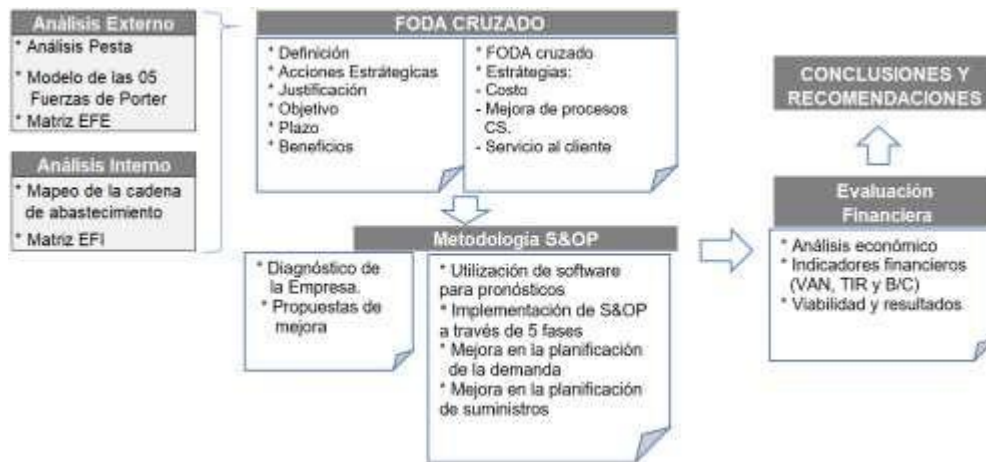 Análisis Externo
* Análisis Pesta
* Modelo de las 05
Fuerzas de Porter
* Matriz EFE
Análisis Interno
* Mapeo de la cadena
de abastecimiento
* Matriz EFI
FODA CRUZADO
* Definición
* Acciones Estratégicas
* Justificación
* Objetivo
* Plazo
* Beneficios
* FODA cruzado
* Estratégias:
- Costo
- Mejora de procesos
CS.
- Servicio al cliente
Metodología S&OP
* Diagnóstico de
la Empresa.
* Propuestas de
mejora
* Utilización de software
para pronósticos
* Implementación de S&OP
a través de 5 fases
* Mejora en la planificación
de la demanda
* Mejora en la planificación
de suministros
Evaluación
Financiera
* Análisis económico
* Indicadores financieros
(VAN, TIR y B/C)
* Viabilidad y resultados
CONCLUSIONES Y
RECOMENDACIONES